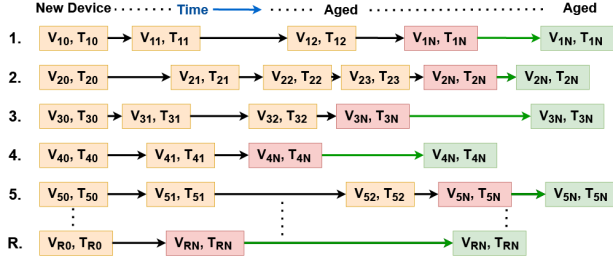 New Device Time Aged Aged
1. V10, T10 V11, T11 V12, T12 V1N, T1N V1N, T1N
2. V20, T20 V21, T21 V22, T22 V23, T23 V2N, T2N V2N, T2N
3. V30, T30 V31, T31 V32, T32 V3N, T3N V3N, T3N
4. V40, T40 V41, T41 V4N, T4N V4N, T4N
5. V50, T50 V51, T51 V52, T52 V5N, T5N V5N, T5N
R. VR0, TR0 VRN, TRN VRN, TRN